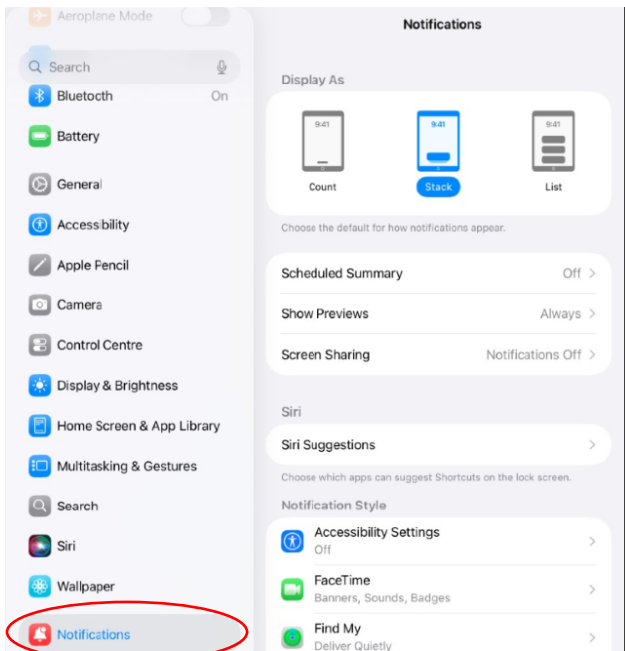 Aeroplane Mode
Search
Bluetooth On
Battery
General
Accessibility
Apple Pencil
Camera
Control Centre
Display & Brightness
Home Screen & App Library
Multitasking & Gestures
Search
Siri
Wallpaper
Notifications
Notifications
Display As
9:41 9:41 9:41
Count Stack List
Choose the default for how notifications appear.
Scheduled Summary Off
Show Previews Always
Screen Sharing Notifications Off
Siri
Siri Suggestions
Choose which apps can suggest Shortcuts on the lock screen.
Notification Style
Accessibility Settings
Off
FaceTime
Banners, Sounds, Badges
Find My
Deliver Quietly